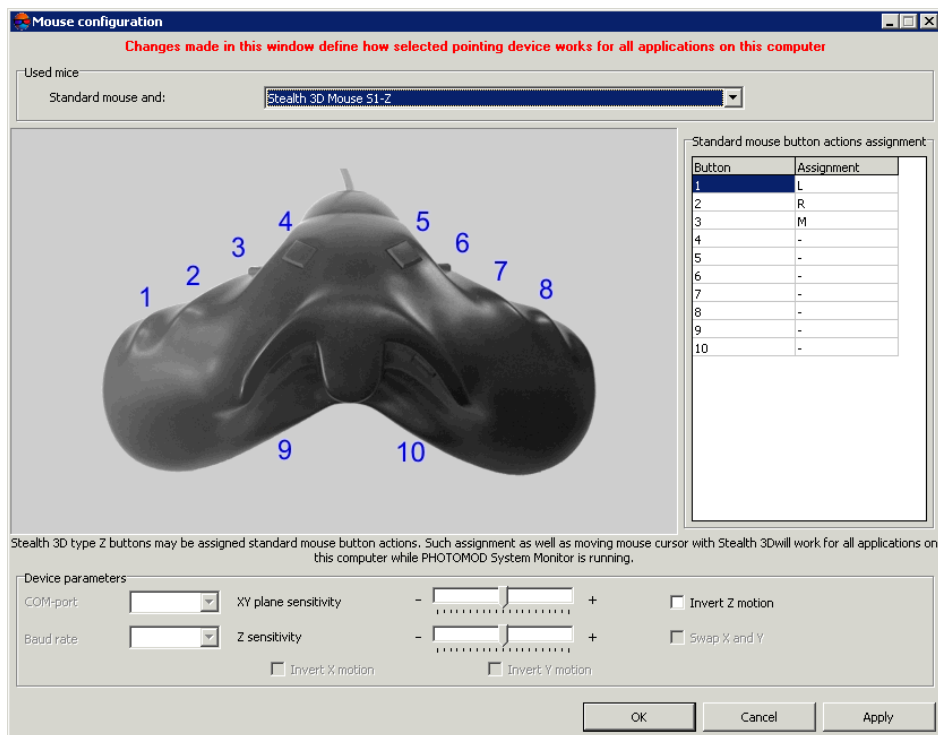 Mouse configuration
Changes made in this window define how selected pointing device works for all applications on this computer
Used mice
Standard mouse and:
Stealth 3D Mouse S1-Z
Standard mouse button actions assignment
Button Assignment
1 L
2 R
3 M
4 -
5 -
6 -
7 -
8 -
9 -
10 -
4 5
3 6
2 7
1 8
9 10
Stealth 3D type Z buttons may be assigned standard mouse button actions. Such assignment as well as moving mouse cursor with Stealth 3Dwill work for all applications on
this computer while PHOTOMOD System Monitor is running.
Device parameters
COM-port XY plane sensitivity - + Invert Z motion
Baud rate Z sensitivity - + Swap X and Y
Invert X motion Invert Y motion
OK Cancel Apply